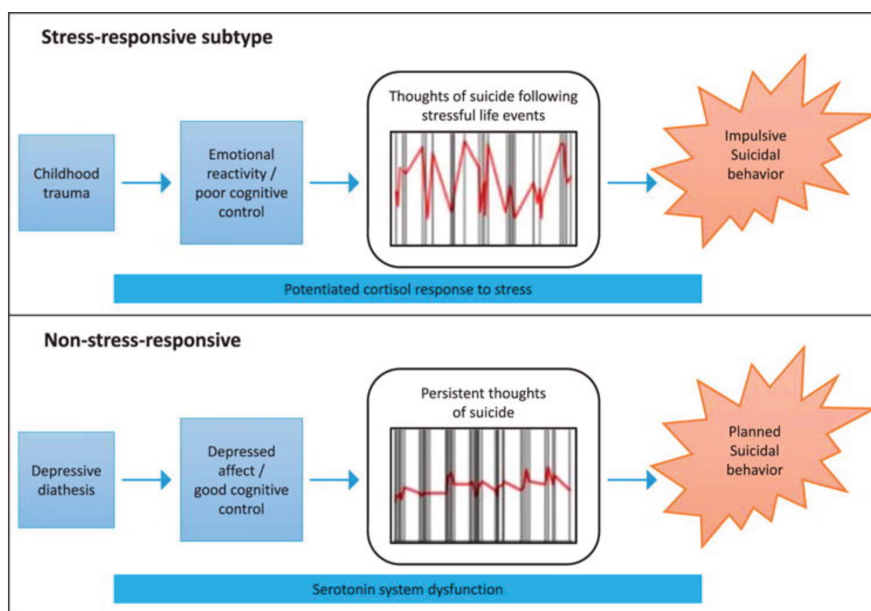 Stress-responsive subtype
Childhood
trauma
Emotional
reactivity /
poor cognitive
control
Thoughts of suicide following
stressful life events
Impulsive
Suicidal
behavior
Potentiated cortisol response to stress
Non-stress-responsive
Depressive
diathesis
Depressed
affect /
good cognitive
control
Persistent thoughts
of suicide
Planned
Suicidal
behavior
Serotonin system dysfunction